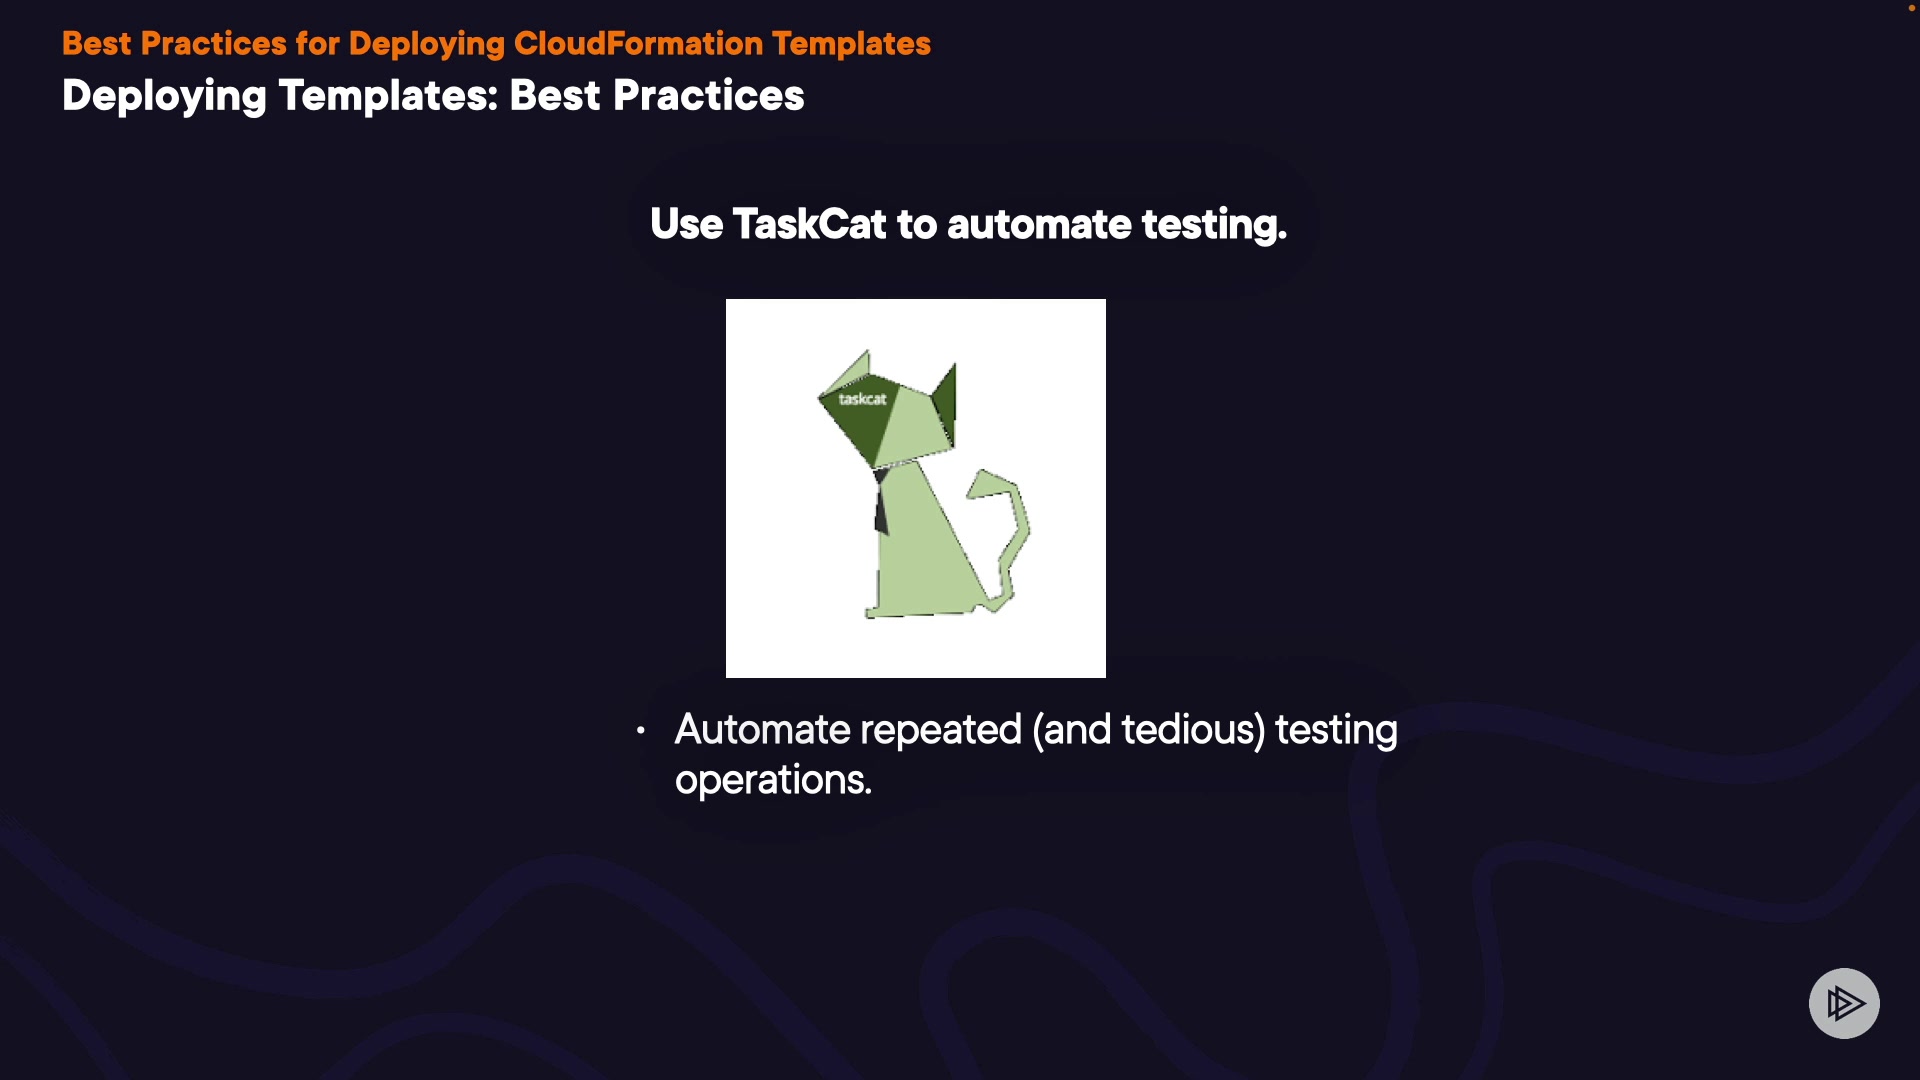 Best Practices for Deploying CloudFormation Templates
Deploying Templates: Best Practices
Use TaskCat to automate testing.
taskcat
• Automate repeated (and tedious) testing
operations.